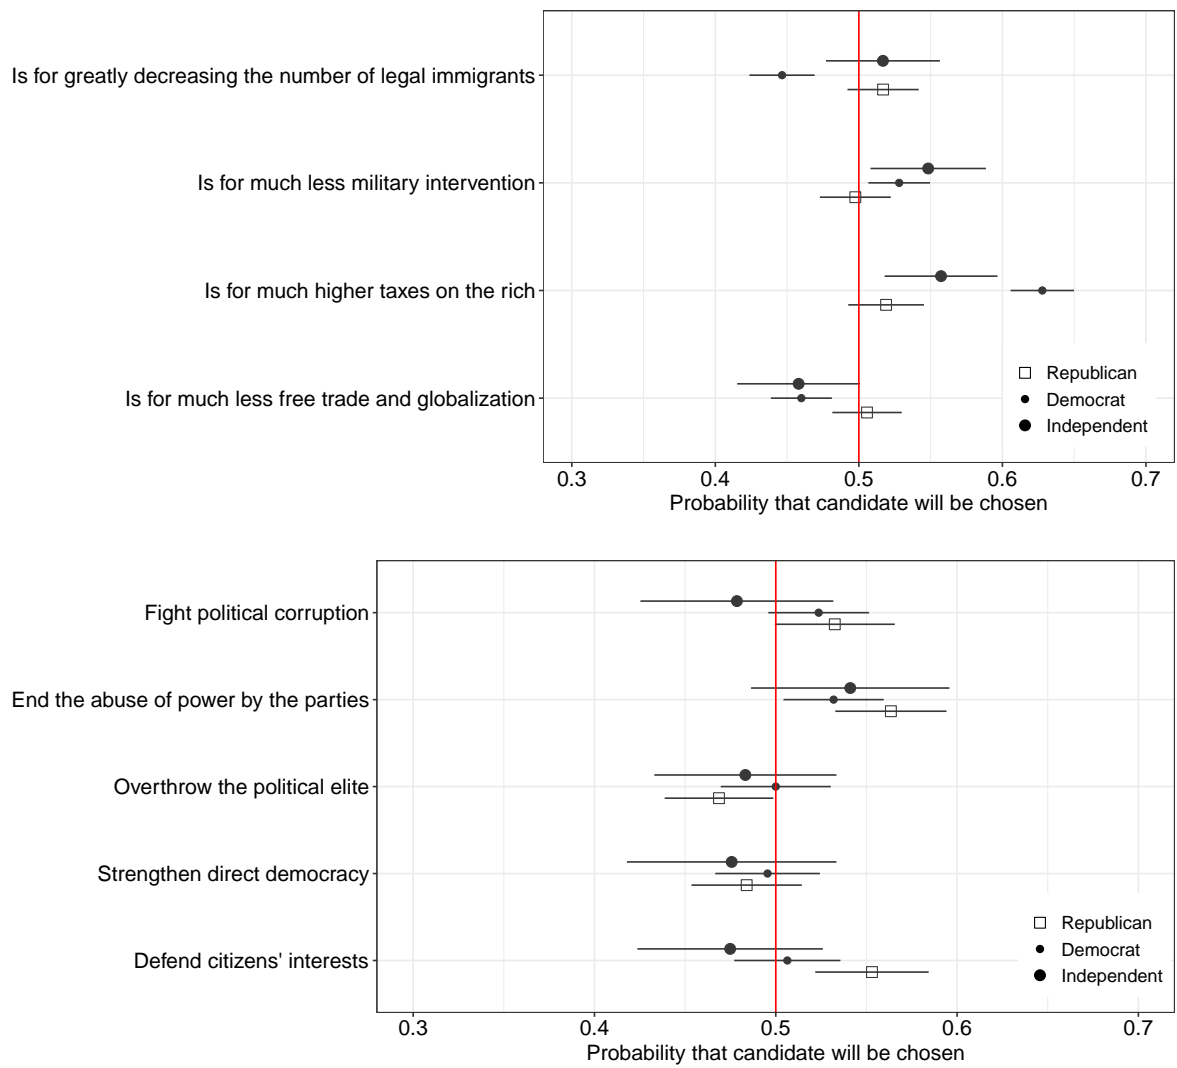 Is for greatly decreasing the number of legal immigrants
Is for much less military intervention
Is for much higher taxes on the rich
Is for much less free trade and globalization
Republican
Democrat
Independent
0.3 0.4 0.5 0.6 0.7
Probability that candidate will be chosen
Fight political corruption
End the abuse of power by the parties
Overthrow the political elite
Strengthen direct democracy
Defend citizens' interests
Republican
Democrat
Independent
0.3 0.4 0.5 0.6 0.7
Probability that candidate will be chosen